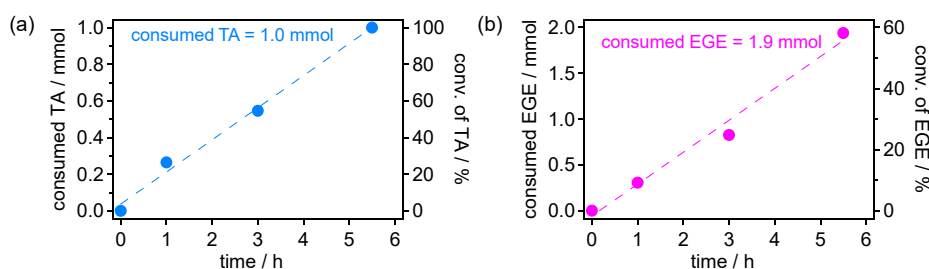 (a)
consumed TA = 1.0 mmol
consumed TA / mmol
1.0
0.8
0.6
0.4
0.2
0.0
conv. of TA / %
100
80
60
40
20
0
0 1 2 3 4 5 6
time / h
(b)
consumed EGE = 1.9 mmol
consumed EGE / mmol
2.0
1.5
1.0
0.5
0.0
conv. of EGE / %
60
40
20
0
0 1 2 3 4 5 6
time / h